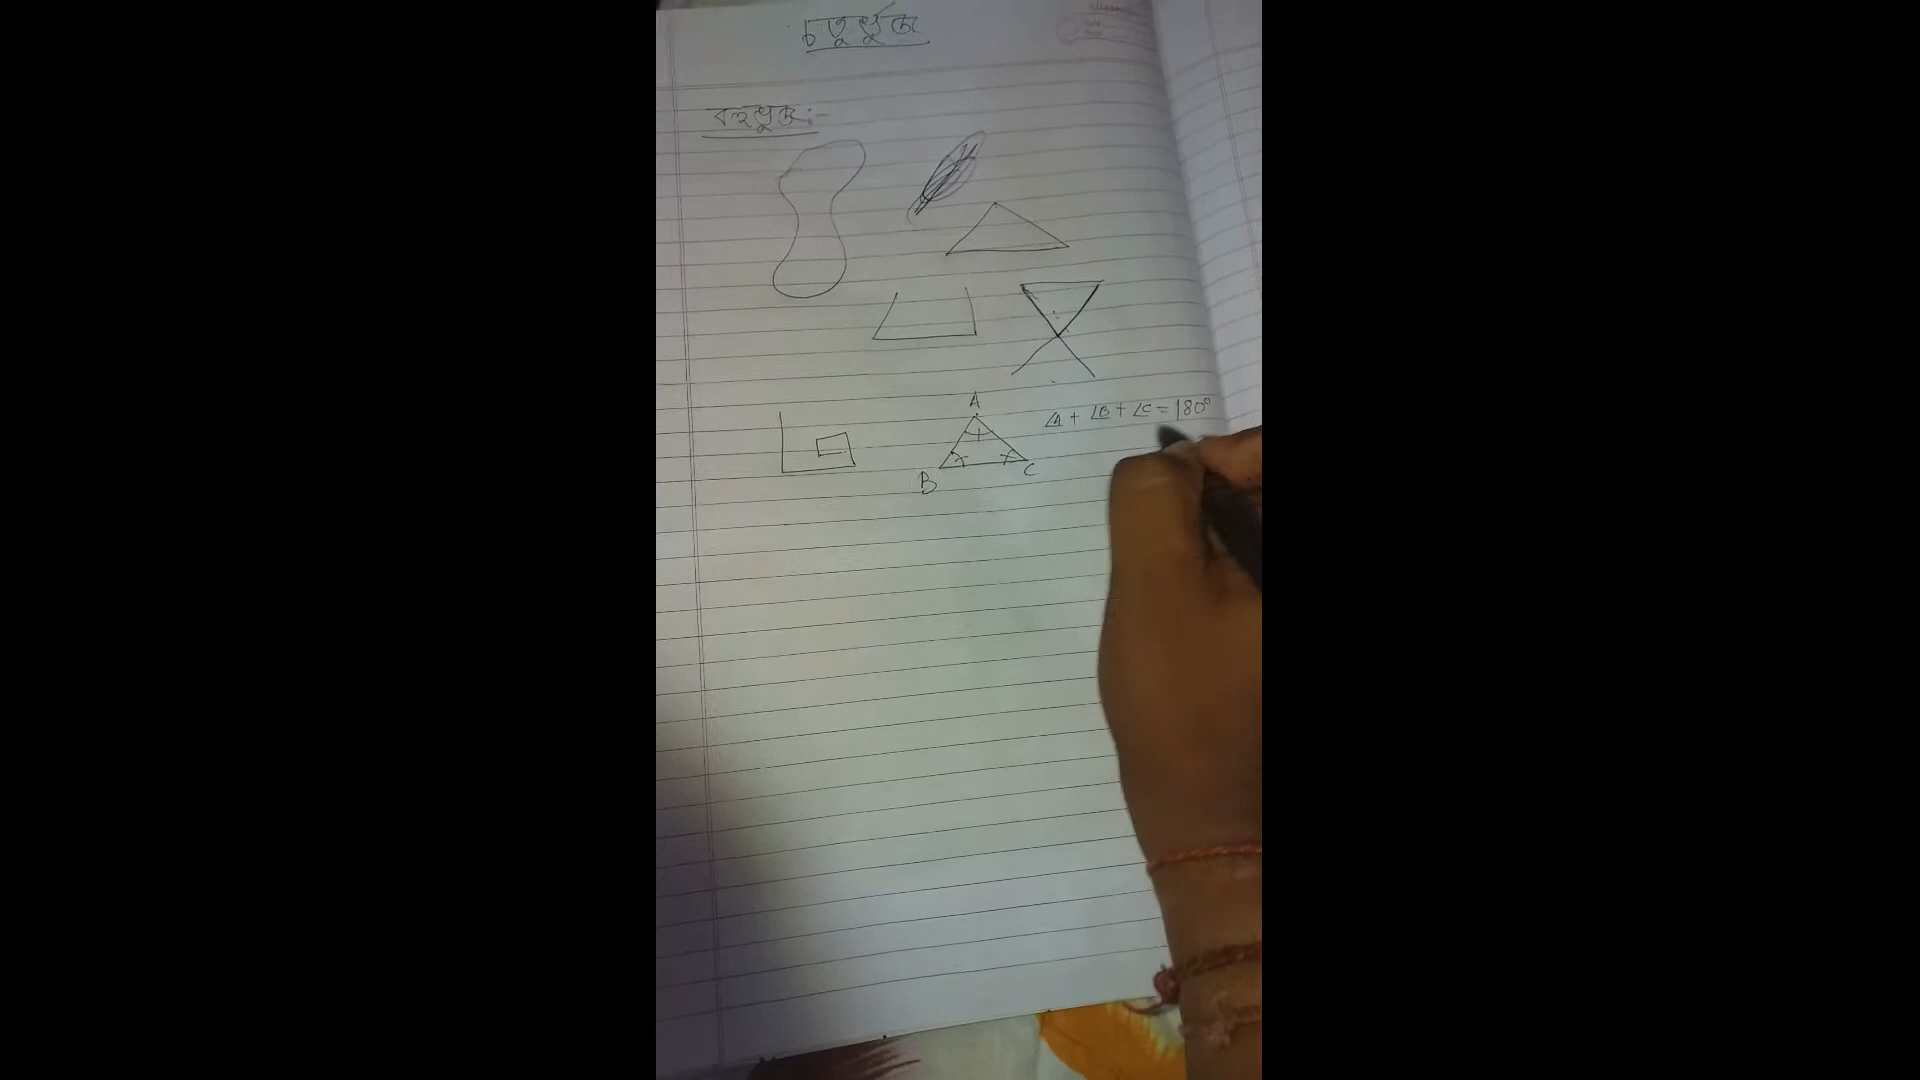 চতুর্ভুজ
বহুভুজ:-
A
∠A + ∠B + ∠C = 180°
B
C